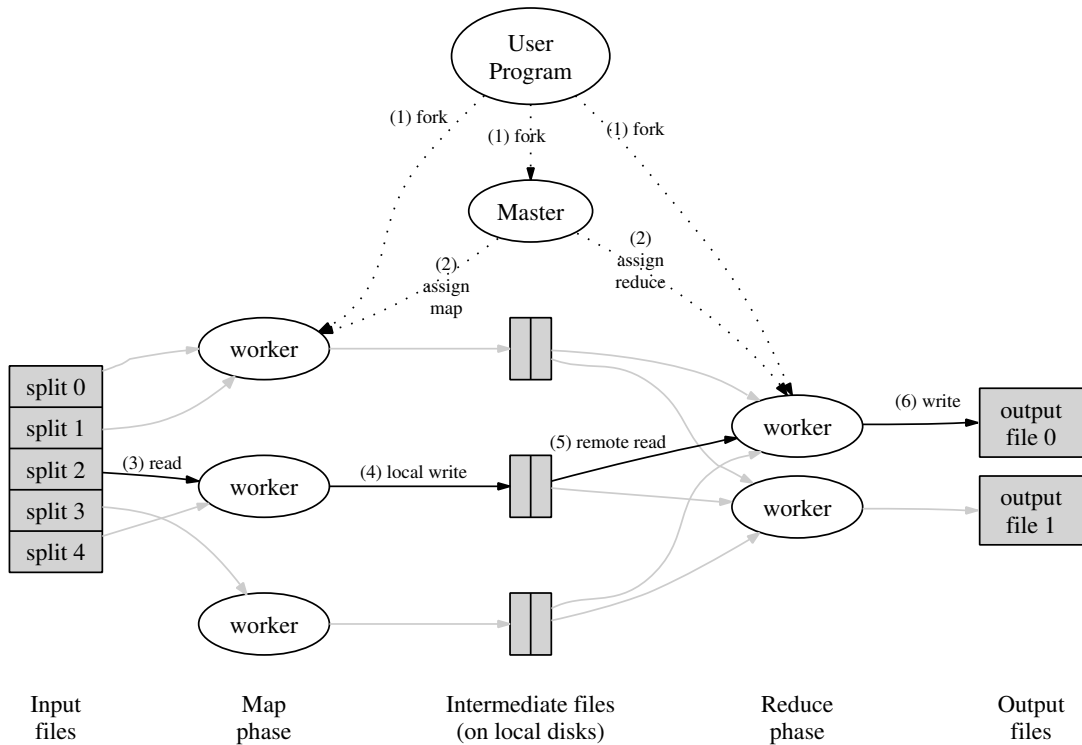 User
Program
(1) fork
(1) fork
(1) fork
Master
(2)
assign
map
(2)
assign
reduce
worker
split 0
split 1
split 2
split 3
split 4
(3) read
worker
(4) local write
(5) remote read
worker
(6) write
output
file 0
worker
output
file 1
worker
Input
files
Map
phase
Intermediate files
(on local disks)
Reduce
phase
Output
files